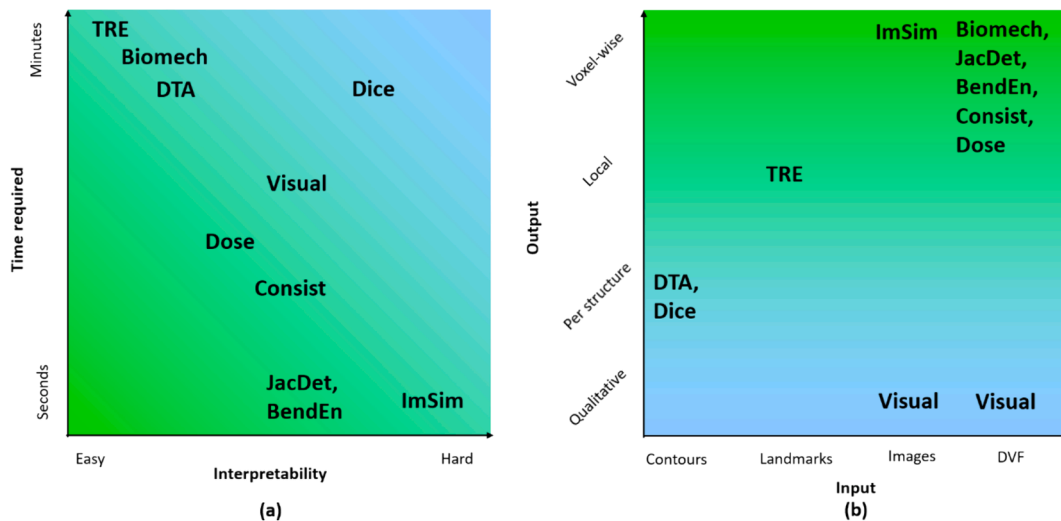 Minutes
Time required
Seconds
TRE
Biomech
DTA
Dice
Visual
Dose
Consist
JacDet,
BendEn
ImSim
Easy
Hard
Interpretability
(a)
Voxel-wise
Local
Output
Per structure
Qualitative
ImSim
Biomech,
JacDet,
BendEn,
Consist,
Dose
TRE
DTA,
Dice
Visual
Visual
Contours
Landmarks
Images
DVF
Input
(b)